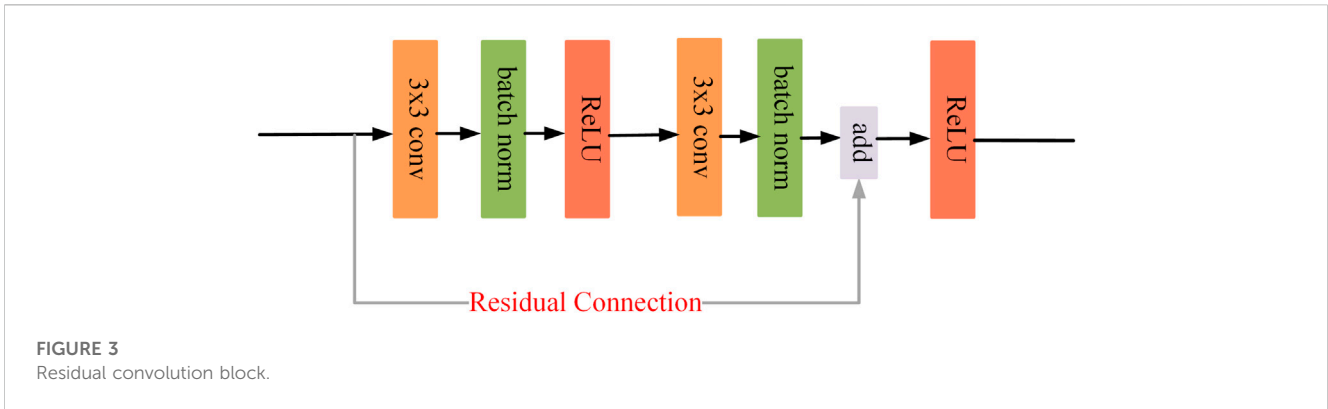 3x3 conv
batch norm
ReLU
3x3 conv
batch norm
add
ReLU
Residual Connection
FIGURE 3
Residual convolution block.